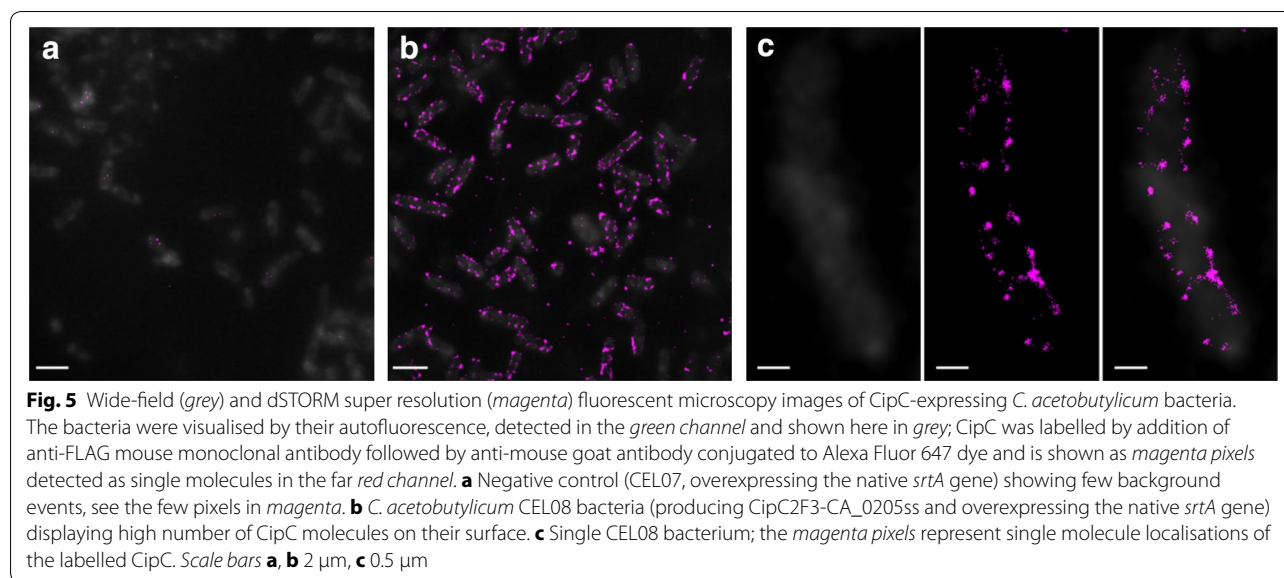 a
b
c
Fig. 5 Wide-field (grey) and dSTORM super resolution (magenta) fluorescent microscopy images of CipC-expressing C. acetobutylicum bacteria.
The bacteria were visualised by their autofluorescence, detected in the green channel and shown here in grey; CipC was labelled by addition of
anti-FLAG mouse monoclonal antibody followed by anti-mouse goat antibody conjugated to Alexa Fluor 647 dye and is shown as magenta pixels
detected as single molecules in the far red channel. a Negative control (CEL07, overexpressing the native srtA gene) showing few background
events, see the few pixels in magenta. b C. acetobutylicum CEL08 bacteria (producing CipC2F3-CA_0205ss and overexpressing the native srtA gene)
displaying high number of CipC molecules on their surface. c Single CEL08 bacterium; the magenta pixels represent single molecule localisations of
the labelled CipC. Scale bars a, b 2 μm, c 0.5 μm